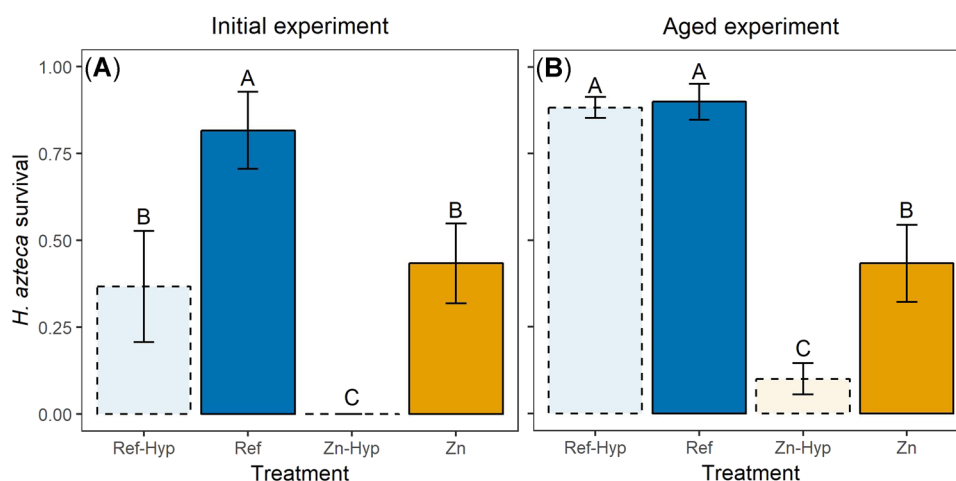 Initial experiment
Aged experiment
(A)
(B)
H. azteca survival
1.00
0.75
0.50
0.25
0.00
B
A
C
B
A
A
C
B
Ref-Hyp
Ref
Zn-Hyp
Zn
Ref-Hyp
Ref
Zn-Hyp
Zn
Treatment
Treatment